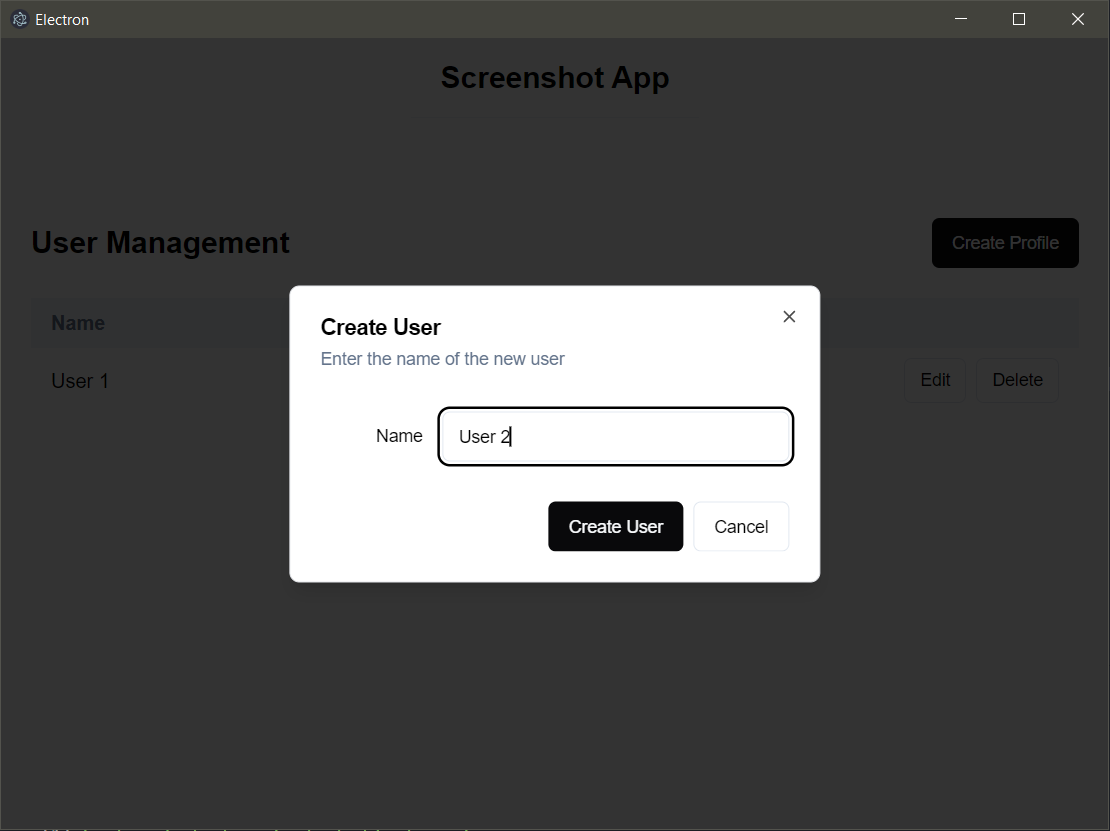 Electron
Screenshot App
User Management
Create Profile
Name
User 1
Edit
Delete
Create User
Enter the name of the new user
Name
User 2
Create User
Cancel